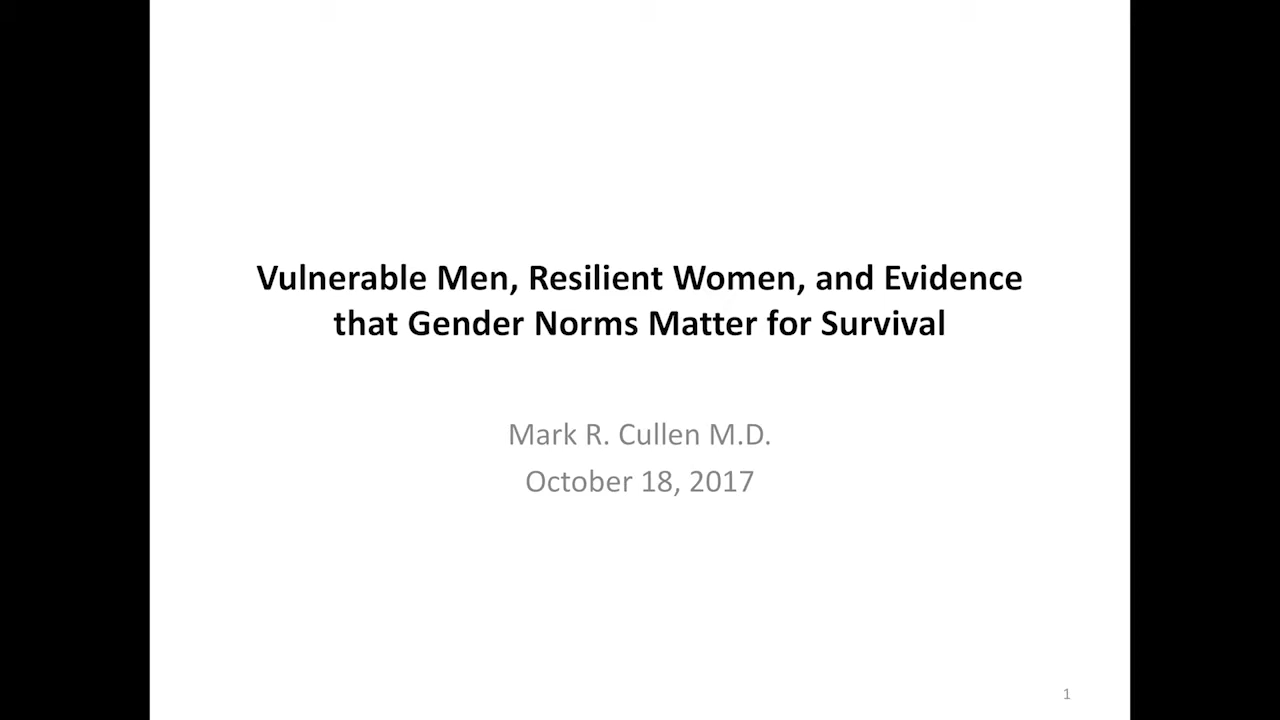 Vulnerable Men, Resilient Women, and Evidence
that Gender Norms Matter for Survival
Mark R. Cullen M.D.
October 18, 2017
1